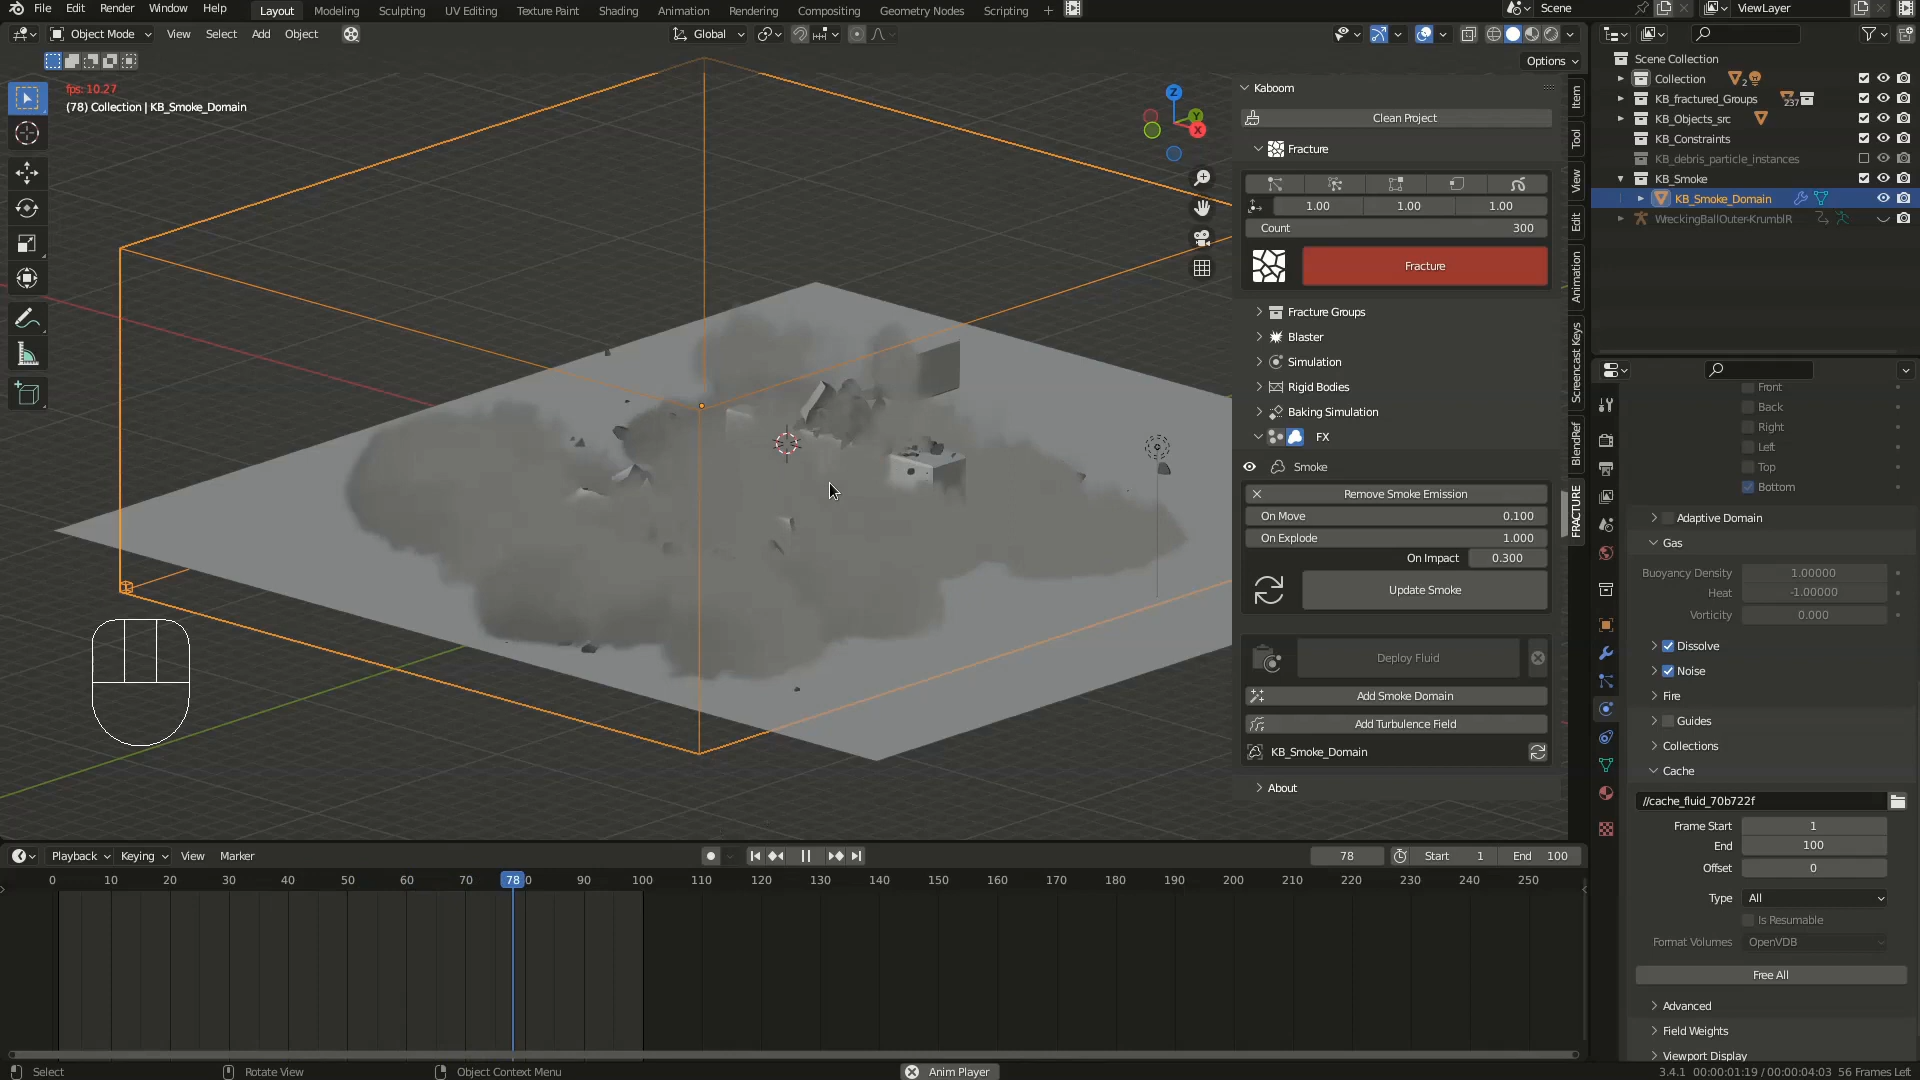 File Edit Render Window Help Layout Modeling Sculpting UV Editing Texture Paint Shading Animation Rendering Compositing Geometry Nodes Scripting + Scene ViewLayer
Object Mode View Select Add Object Global
Options
fps: 10.27
(78) Collection | KB_Smoke_Domain
Z
Y
X
Kaboom
Clean Project
Fracture
1.00 1.00 1.00
Count 300
Fracture
Fracture Groups
Blaster
Simulation
Rigid Bodies
Baking Simulation
FX
Smoke
Remove Smoke Emission
On Move 0.100
On Explode 1.000
On Impact 0.300
Update Smoke
Deploy Fluid
Add Smoke Domain
Add Turbulence Field
KB_Smoke_Domain
About
Item
Tool
View
Edit
Animation
Screencast Keys
BlendRef
FRACTURE
Scene Collection
Collection 2
KB_fractured_Groups 237
KB_Objects_src
KB_Constraints
KB_debris_particle_instances
KB_Smoke
KB_Smoke_Domain
WreckingBallOuter-KrumblR
Front
Back
Right
Left
Top
Bottom
Adaptive Domain
Gas
Buoyancy Density 1.00000
Heat -1.00000
Vorticity 0.000
Dissolve
Noise
Fire
Guides
Collections
Cache
//cache_fluid_70b722f
Frame Start 1
End 100
Offset 0
Type All
Is Resumable
Format Volumes OpenVDB
Free All
Advanced
Field Weights
Viewport Display
Playback Keying View Marker 78 Start 1 End 100
0 10 20 30 40 50 60 70 78 0 90 100 110 120 130 140 150 160 170 180 190 200 210 220 230 240 250
Select Rotate View Object Context Menu Anim Player 3.4.1 00:00:01:19 / 00:00:04:03 56 Frames Left